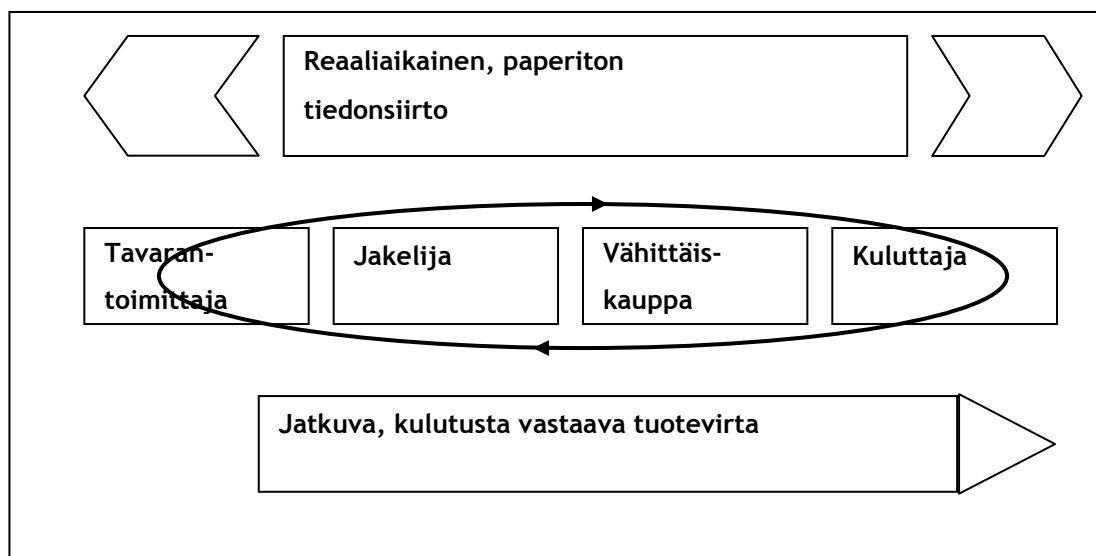 Reaaliaikainen, paperiton
tiedonsiirto
Tavaran-
toimittaja
Jakelija
Vähittäis-
kauppa
Kuluttaja
Jatkuva, kulutusta vastaava tuotevirta